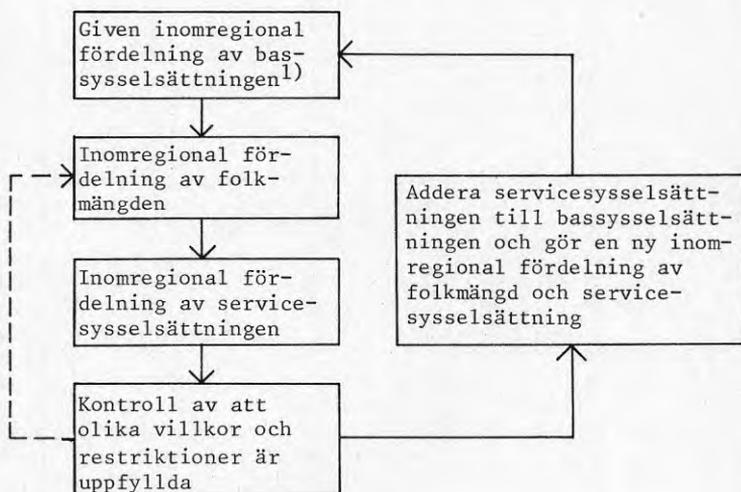 Given inomregional
fördelning av bas-
sysselsättningen1)
Inomregional för-
delning av folk-
mängden
Inomregional för-
delning av service-
sysselsättningen
Kontroll av att
olika villkor och
restriktioner är
uppfyllda
Addera servicesysselsätt-
ningen till bassysselsätt-
ningen och gör en ny inom-
regional fördelning av
folkmängd och service-
sysselsättning